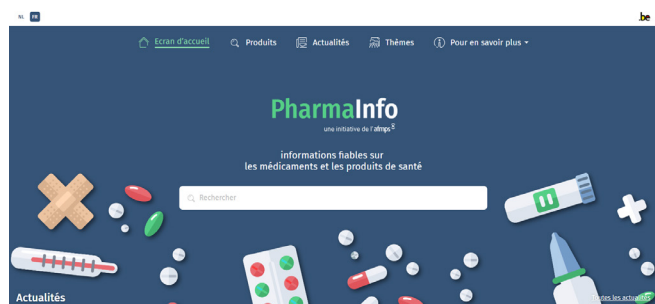 NL FR
.be
Ecran d'accueil Produits Actualités Thèmes Pour en savoir plus
PharmaInfo
une initiative de l'afmps
informations fiables sur
les médicaments et les produits de santé
Rechercher
Actualités
utes les actualités